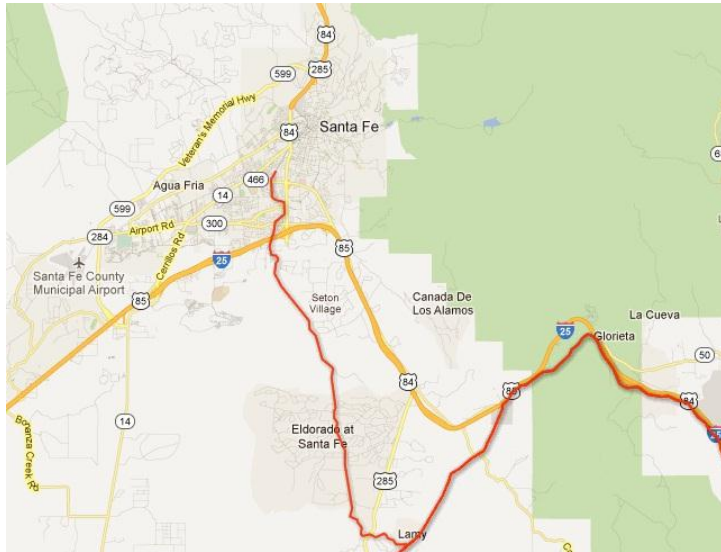 84
599
285
Veteran's Memorial Hwy
84
Santa Fe
466
Agua Fria
14
599
300
Airport Rd
284
Cerrillos Rd
25
85
Santa Fe County
Municipal Airport
85
Seton
Village
Canada De
Los Alamos
La Cueva
25
Glorieta
50
84
85
84
Eldorado at
Santa Fe
14
Bonanza Creek Rd
285
25
Lamy
6